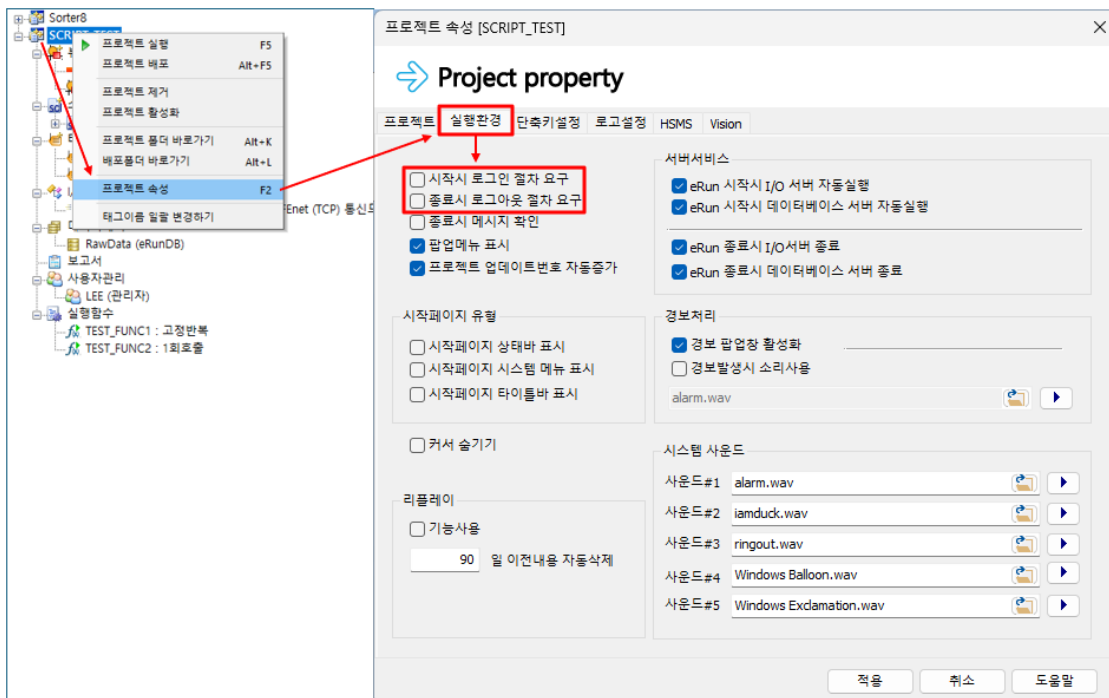 Sorter8
SCRIPT_TEST
프로젝트 실행 F5
프로젝트 배포 Alt+F5
프로젝트 제거
프로젝트 활성화
프로젝트 폴더 바로가기 Alt+K
배포폴더 바로가기 Alt+L
프로젝트 속성 F2
태그이름 일괄 변경하기
FEnet (TCP) 통신드
RawData (eRunDB)
보고서
사용자관리
LEE (관리자)
실행함수
TEST_FUNC1 : 고정반복
TEST_FUNC2 : 1회호출
프로젝트 속성 [SCRIPT_TEST]
Project property
프로젝트 실행환경 단축키설정 로고설정 HSMS Vision
시작시 로그인 절차 요구
종료시 로그아웃 절차 요구
종료시 메시지 확인
팝업메뉴 표시
프로젝트 업데이트번호 자동증가
시작페이지 유형
시작페이지 상태바 표시
시작페이지 시스템 메뉴 표시
시작페이지 타이틀바 표시
커서 숨기기
리플레이
기능사용
90 일 이전내용 자동삭제
서버서비스
eRun 시작시 I/O 서버 자동실행
eRun 시작시 데이터베이스 서버 자동실행
eRun 종료시 I/O서버 종료
eRun 종료시 데이터베이스 서버 종료
경보처리
경보 팝업창 활성화
경보발생시 소리사용
alarm.wav
시스템 사운드
사운드#1 alarm.wav
사운드#2 iamduck.wav
사운드#3 ringout.wav
사운드#4 Windows Balloon.wav
사운드#5 Windows Exclamation.wav
적용 취소 도움말